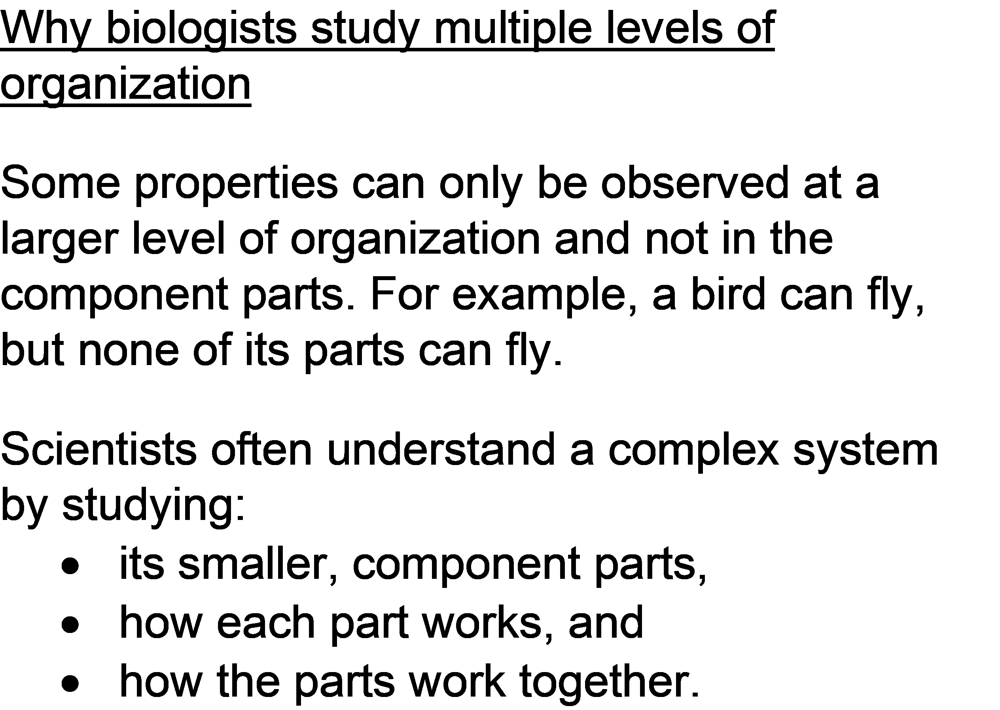 Why biologists study multiple levels of
organization
Some properties can only be observed at a
larger level of organization and not in the
component parts. For example, a bird can fly,
but none of its parts can fly.
Scientists often understand a complex system
by studying:
• its smaller, component parts,
• how each part works, and
• how the parts work together.